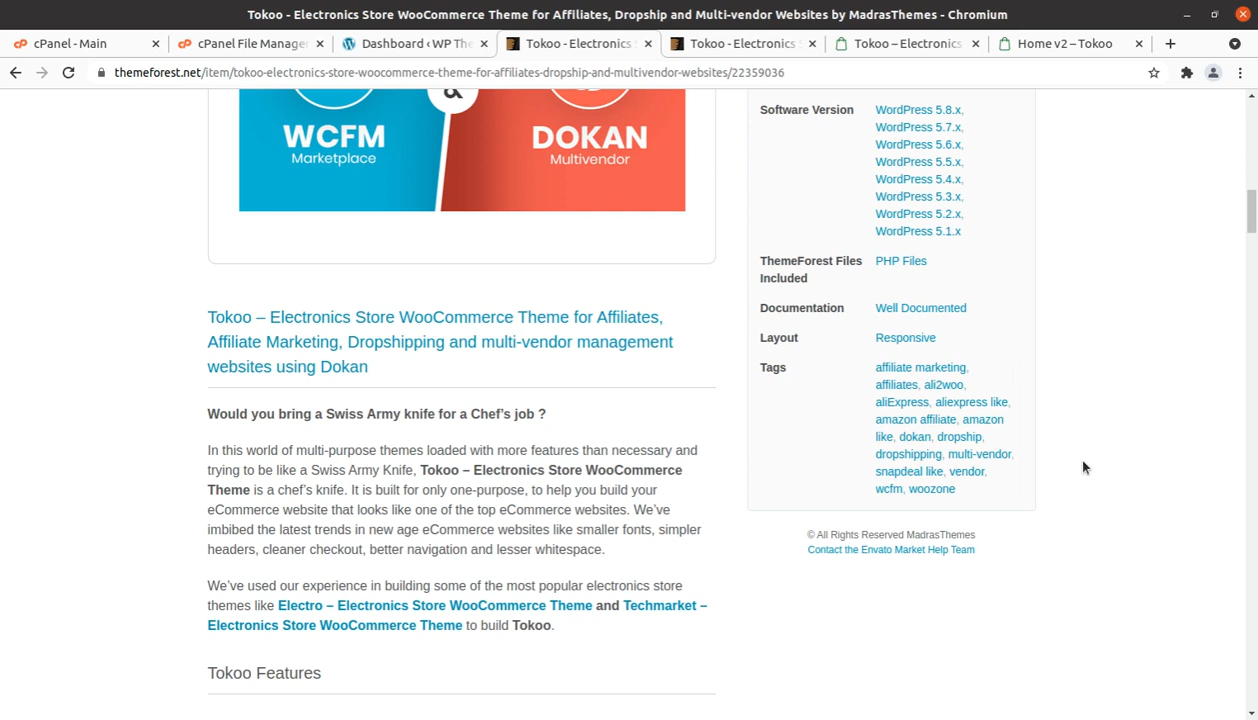 Tokoo - Electronics Store WooCommerce Theme for Affiliates, Dropship and Multi-vendor Websites by MadrasThemes - Chromium
cPanel - Main
cPanel File Manage
Dashboard ‹ WP The
Tokoo - Electronics S
Tokoo - Electronics S
Tokoo – Electronics
Home v2 – Tokoo
themeforest.net/item/tokoo-electronics-store-woocommerce-theme-for-affiliates-dropship-and-multivendor-websites/22359036
WCFM
Marketplace
&
DOKAN
Multivendor
Tokoo – Electronics Store WooCommerce Theme for Affiliates,
Affiliate Marketing, Dropshipping and multi-vendor management
websites using Dokan
Would you bring a Swiss Army knife for a Chef's job ?
In this world of multi-purpose themes loaded with more features than necessary and
trying to be like a Swiss Army Knife, Tokoo – Electronics Store WooCommerce
Theme is a chef's knife. It is built for only one-purpose, to help you build your
eCommerce website that looks like one of the top eCommerce websites. We've
imbibed the latest trends in new age eCommerce websites like smaller fonts, simpler
headers, cleaner checkout, better navigation and lesser whitespace.
We've used our experience in building some of the most popular electronics store
themes like Electro – Electronics Store WooCommerce Theme and Techmarket –
Electronics Store WooCommerce Theme to build Tokoo.
Tokoo Features
Software Version
WordPress 5.8.x,
WordPress 5.7.x,
WordPress 5.6.x,
WordPress 5.5.x,
WordPress 5.4.x,
WordPress 5.3.x,
WordPress 5.2.x,
WordPress 5.1.x
ThemeForest Files
Included
PHP Files
Documentation
Well Documented
Layout
Responsive
Tags
affiliate marketing,
affiliates, ali2woo,
aliExpress, aliexpress like,
amazon affiliate, amazon
like, dokan, dropship,
dropshipping, multi-vendor,
snapdeal like, vendor,
wcfm, woozone
© All Rights Reserved MadrasThemes
Contact the Envato Market Help Team